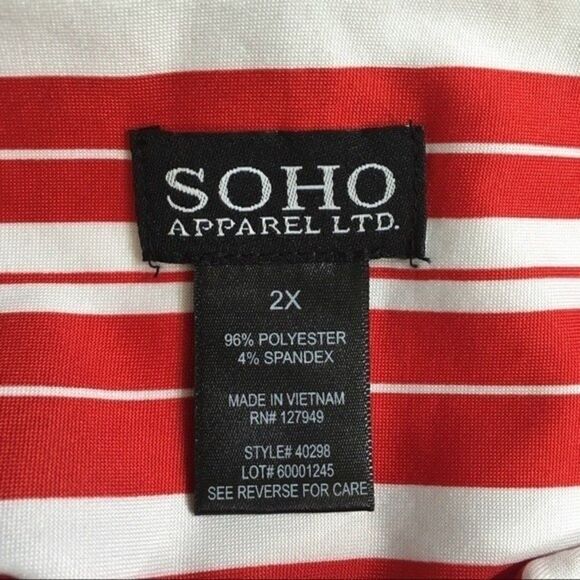 SOHO
APPAREL LTD.
2X
96% POLYESTER
4% SPANDEX
MADE IN VIETNAM
RN# 127949
STYLE# 40298
LOT# 60001245
SEE REVERSE FOR CARE